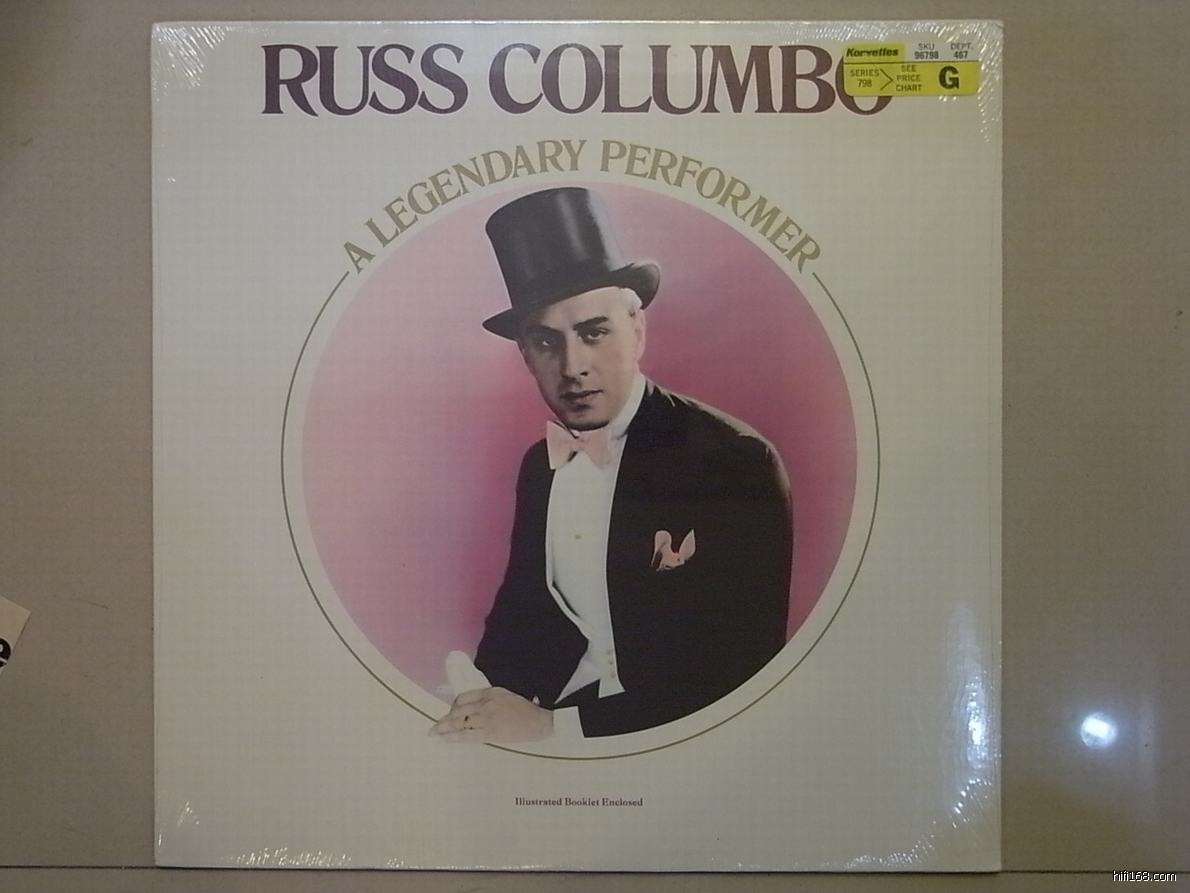 RUSS COLUMBO
Korvettes
SKU
96798
DEPT.
467
SERIES
798
SEE
PRICE
CHART
G
A LEGENDARY PERFORMER
Illustrated Booklet Enclosed
e
hifi168.com